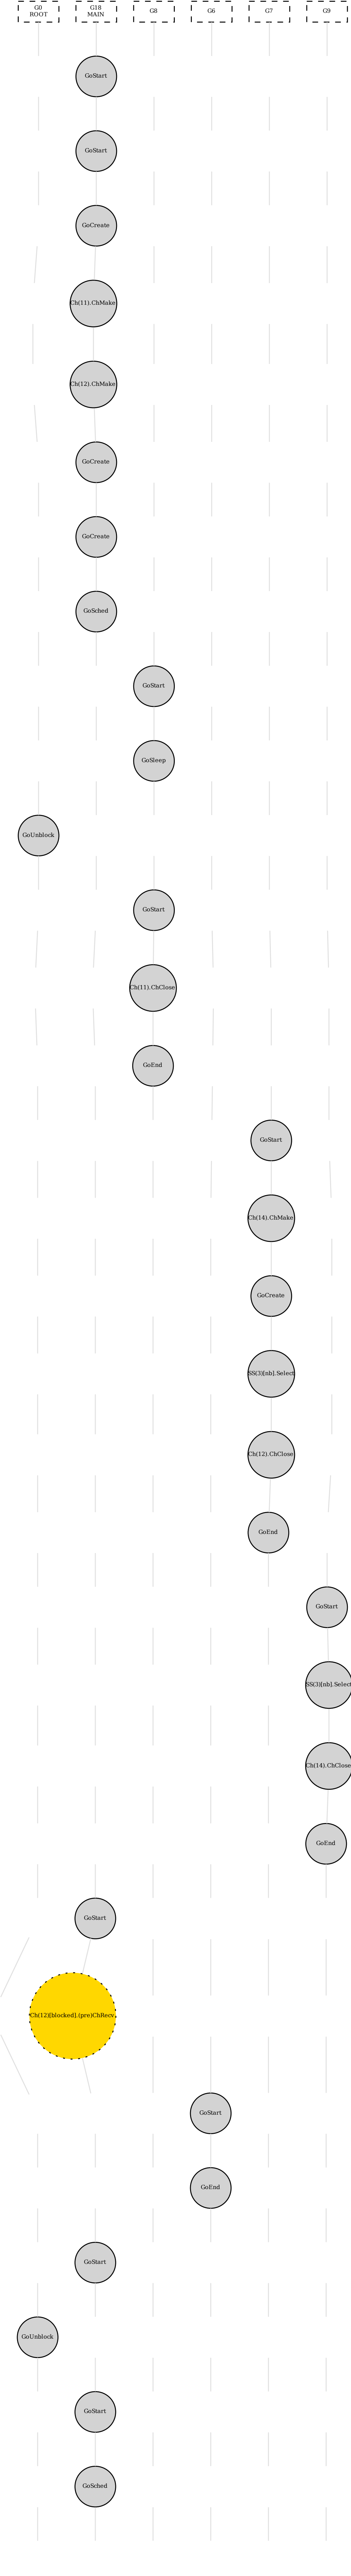 G0
ROOT
G18
MAIN
G8
G6
G7
G9
GoStart
GoStart
GoCreate
Ch(11).ChMake
Ch(12).ChMake
GoCreate
GoCreate
GoSched
GoStart
GoSleep
GoUnblock
GoStart
Ch(11).ChClose
GoEnd
GoStart
Ch(14).ChMake
GoCreate
SS(3)[nb].Select
Ch(12).ChClose
GoEnd
GoStart
SS(3)[nb].Select
Ch(14).ChClose
GoEnd
GoStart
Ch(12)[blocked].(pre)ChRecv
GoStart
GoEnd
GoStart
GoUnblock
GoStart
GoSched